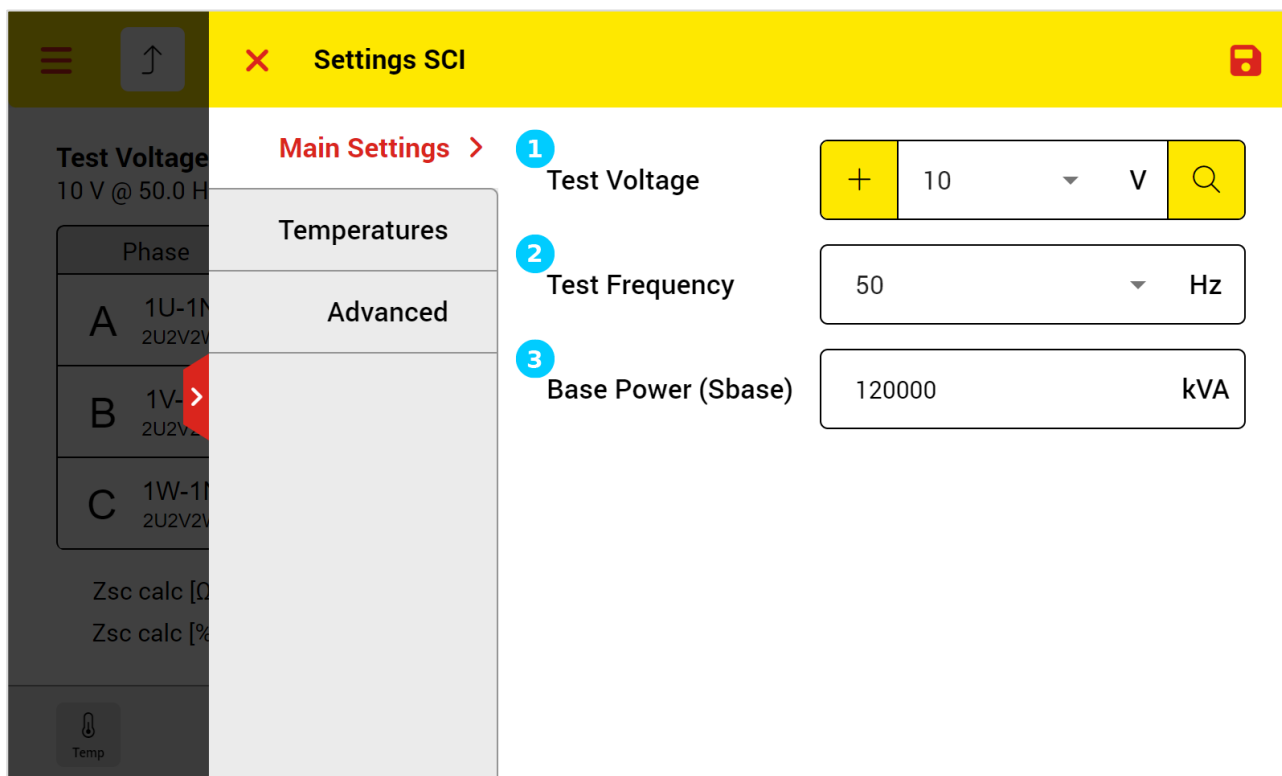 Settings SCI
Test Voltage
10 V @ 50.0 H
Phase
A
1U-1N
2U2V2W
B
1V-
2U2V2
C
1W-1N
2U2V2W
Zsc calc [Ω
Zsc calc [%
Temp
Main Settings
Temperatures
Advanced
1
Test Voltage
+ 10 V
2
Test Frequency
50 Hz
3
Base Power (Sbase)
120000 kVA